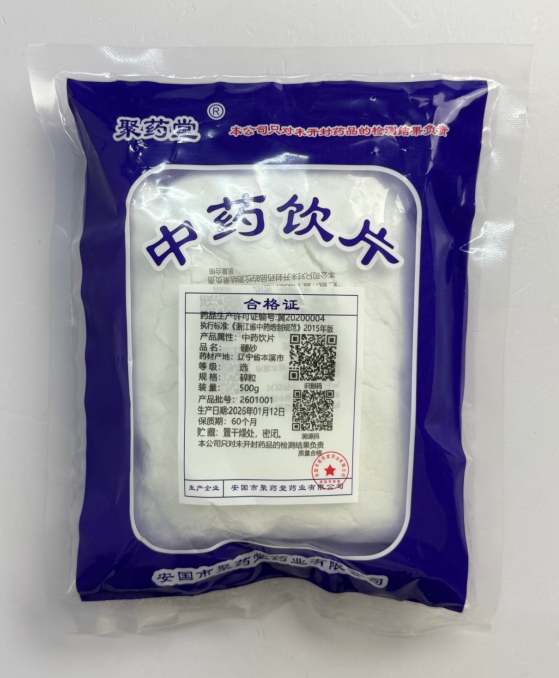 聚药堂®
本公司只对未开封药品的检测结果负责
中药饮片
合格证
药品生产许可证编号:冀20200004
执行标准:《浙江省中药炮制规范》2015年版
产品属性: 中药饮片
品名: 硼砂
药材产地: 辽宁省本溪市
等级: 选
规格: 碎粒
装量: 500g
识别码
产品批号: 2601001
生产日期:2026年01月12日
保质期: 60个月
贮藏: 置干燥处, 密闭。
溯源码
本公司只对未开封药品的检测结果负责
质量合格
生产企业 安国市聚药堂药业有限公司
安国市聚药堂药业有限公司